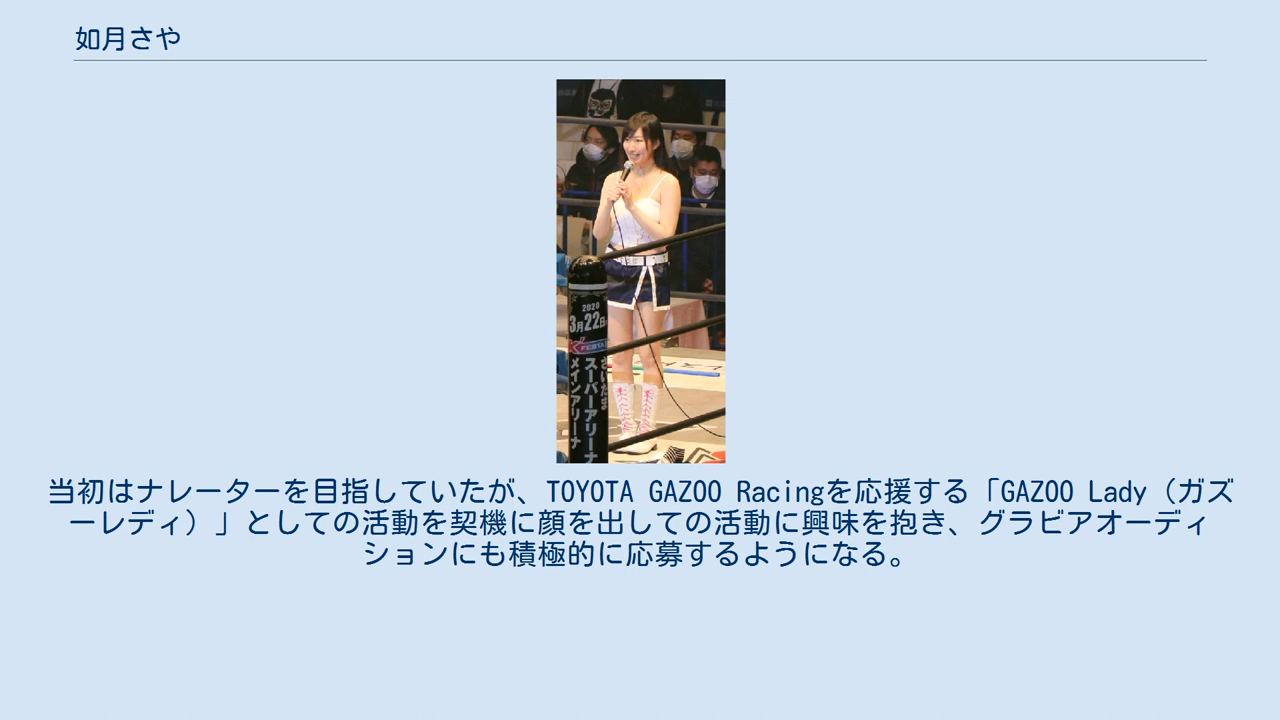 如月さや
2020
3月22日
さいたま
スーパーアリーナ
メインアリーナ
当初はナレーターを目指していたが、TOYOTA GAZOO Racingを応援する「GAZOO Lady（ガズ
ーレディ）」としての活動を契機に顔を出しての活動に興味を抱き、グラビアオーディ
ションにも積極的に応募するようになる。